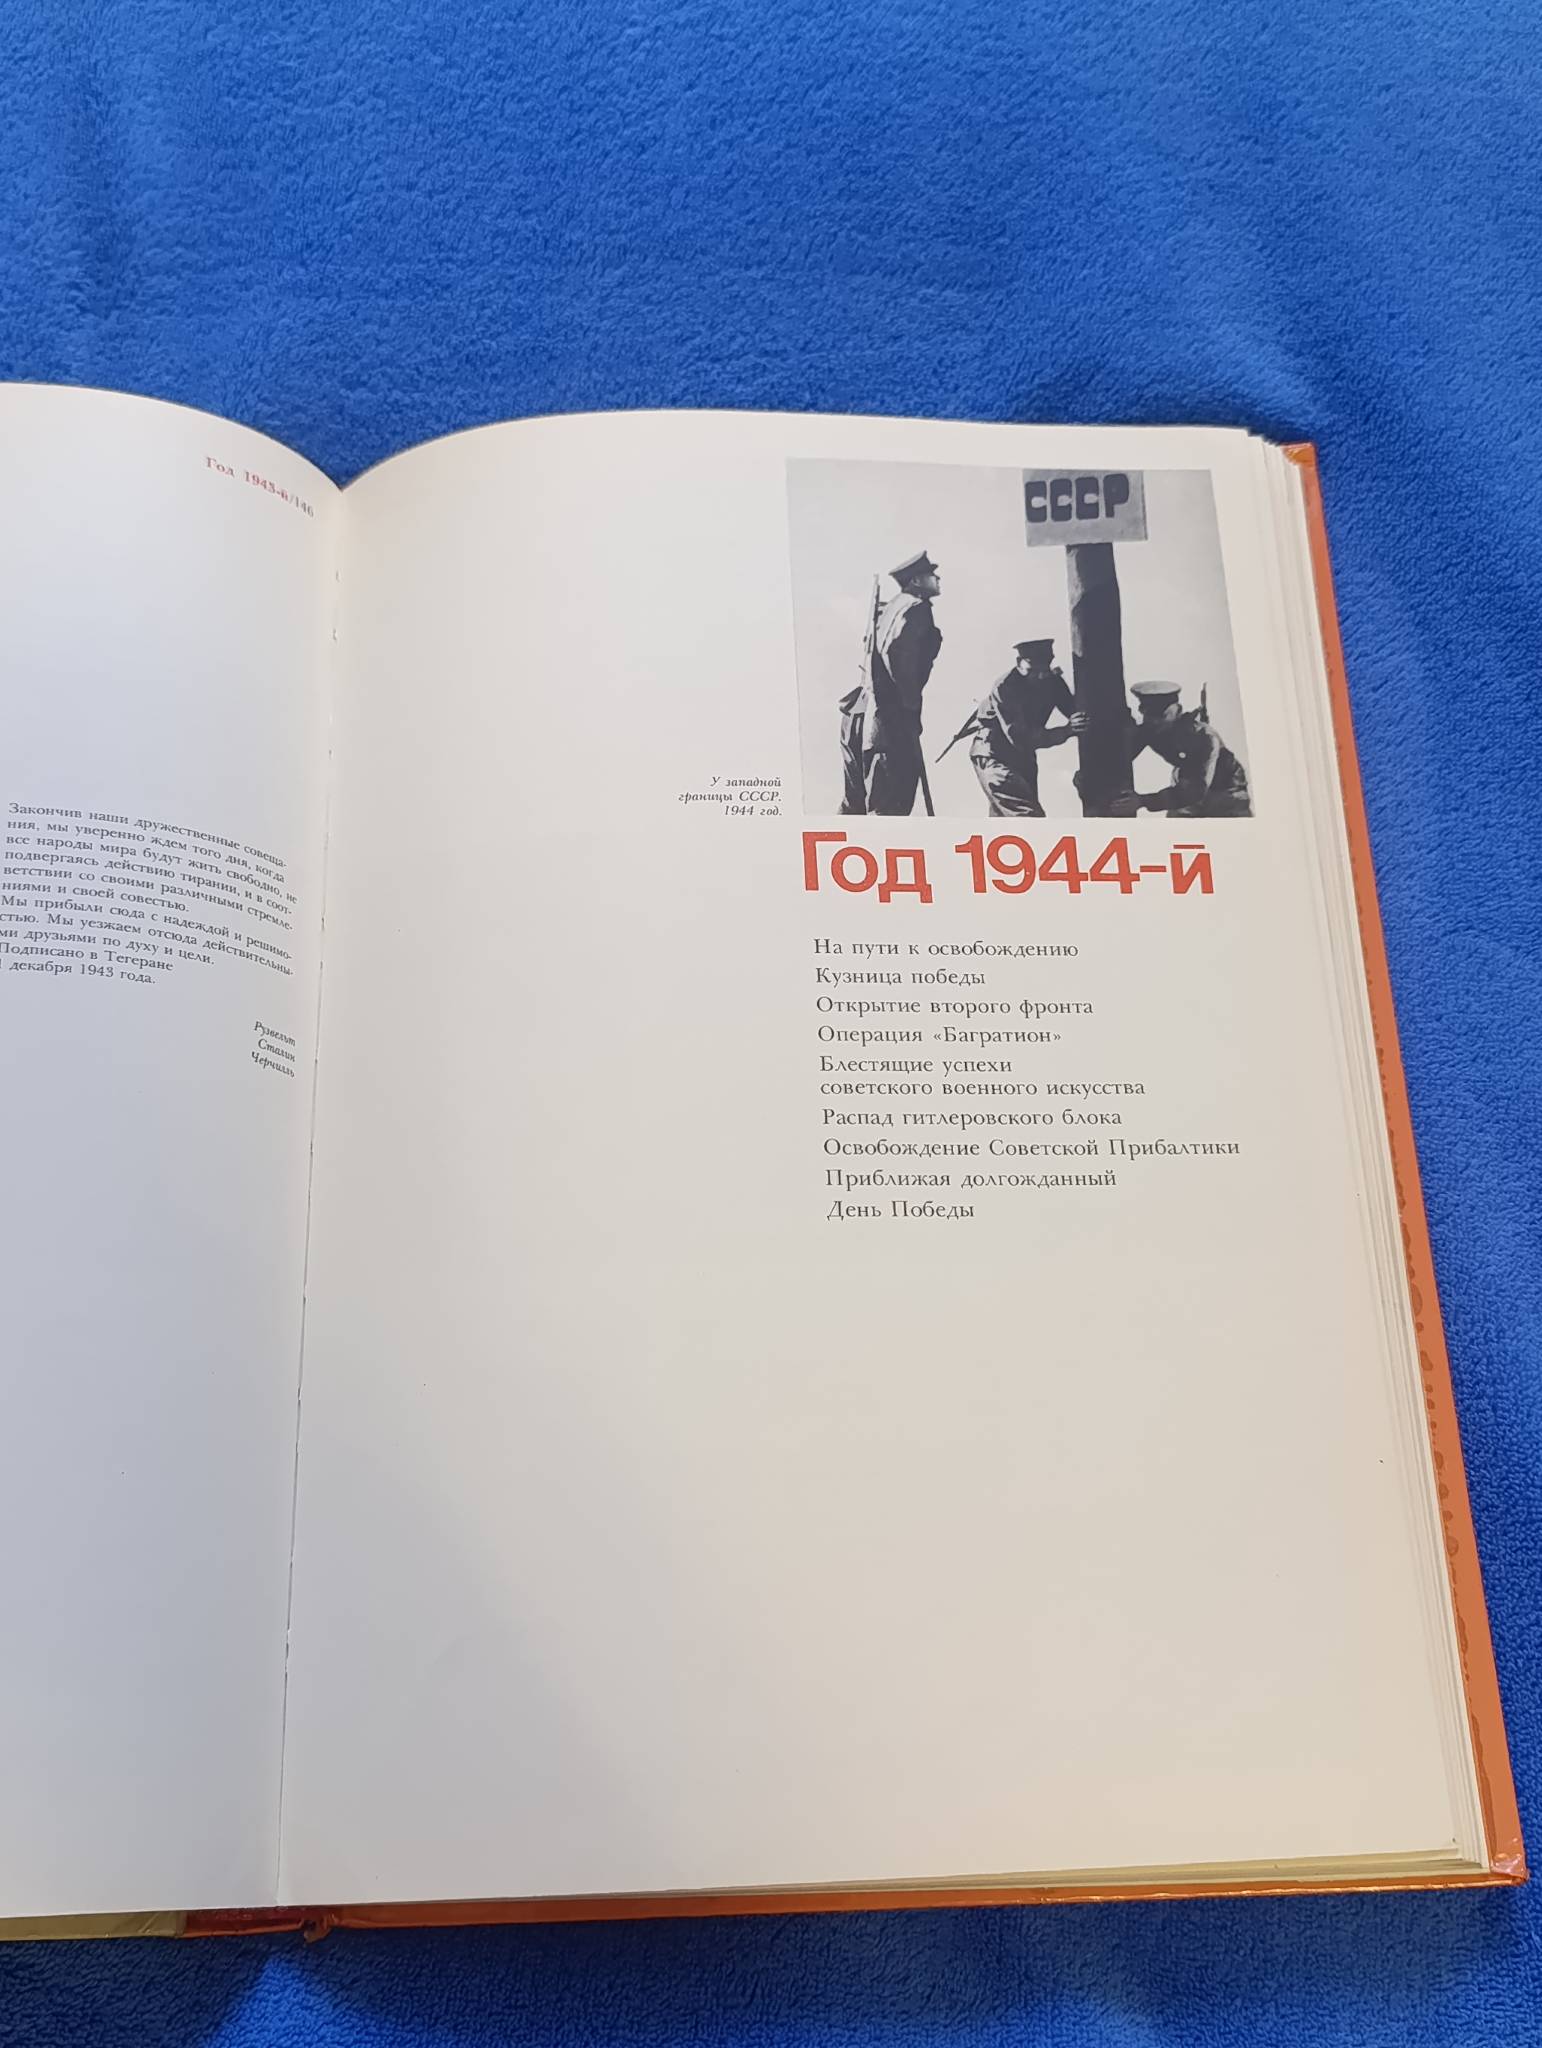 Год 1943-й/146
Закончив наши дружественные совеща-
ния, мы уверенно ждем того дня, когда
все народы мира будут жить свободно, не
подвергаясь действию тирании, и в соот-
ветствии со своими различными стремле-
ниями и своей совестью.
Мы прибыли сюда с надеждой и решимо-
стью. Мы уезжаем отсюда действительны-
ми друзьями по духу и цели.
Подписано в Тегеране
1 декабря 1943 года.
Рузвельт
Сталин
Черчилль
СССР
У западной
границы СССР.
1944 год.
Год 1944-й
На пути к освобождению
Кузница победы
Открытие второго фронта
Операция «Багратион»
Блестящие успехи
советского военного искусства
Распад гитлеровского блока
Освобождение Советской Прибалтики
Приближая долгожданный
День Победы